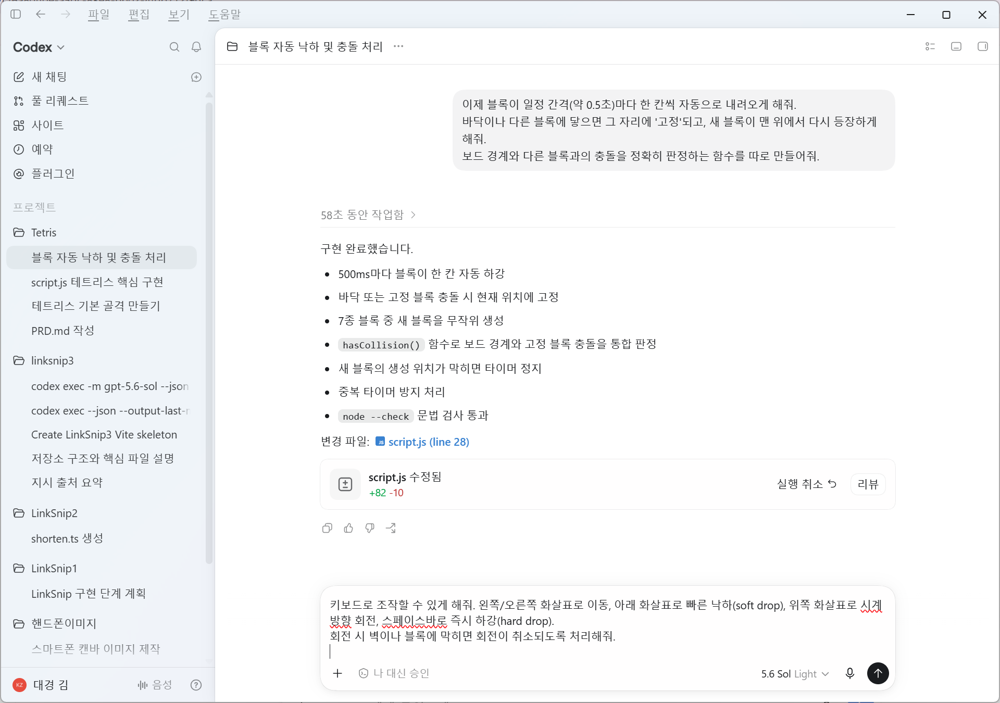 파일 편집 보기 도움말
Codex
새 채팅
풀 리퀘스트
사이트
예약
플러그인
프로젝트
Tetris
블록 자동 낙하 및 충돌 처리
script.js 테트리스 핵심 구현
테트리스 기본 골격 만들기
PRD.md 작성
linksnip3
codex exec -m gpt-5.6-sol --json
codex exec --json --output-last-
Create LinkSnip3 Vite skeleton
저장소 구조와 핵심 파일 설명
지시 출처 요약
LinkSnip2
shorten.ts 생성
LinkSnip1
LinkSnip 구현 단계 계획
핸드폰이미지
스마트폰 캔바 이미지 제작
KZ 대경 김 음성
블록 자동 낙하 및 충돌 처리
이제 블록이 일정 간격(약 0.5초)마다 한 칸씩 자동으로 내려오게 해줘.
바닥이나 다른 블록에 닿으면 그 자리에 '고정'되고, 새 블록이 맨 위에서 다시 등장하게
해줘.
보드 경계와 다른 블록과의 충돌을 정확히 판정하는 함수를 따로 만들어줘.
58초 동안 작업함
구현 완료했습니다.
500ms마다 블록이 한 칸 자동 하강
바닥 또는 고정 블록 충돌 시 현재 위치에 고정
7종 블록 중 새 블록을 무작위 생성
hasCollision() 함수로 보드 경계와 고정 블록 충돌을 통합 판정
새 블록의 생성 위치가 막히면 타이머 정지
중복 타이머 방지 처리
node --check 문법 검사 통과
변경 파일: JS script.js (line 28)
script.js 수정됨
+82 -10
실행 취소 리뷰
키보드로 조작할 수 있게 해줘. 왼쪽/오른쪽 화살표로 이동, 아래 화살표로 빠른 낙하(soft drop), 위쪽 화살표로 시계
방향 회전, 스페이스바로 즉시 하강(hard drop).
회전 시 벽이나 블록에 막히면 회전이 취소되도록 처리해줘.
나 대신 승인
5.6 Sol Light